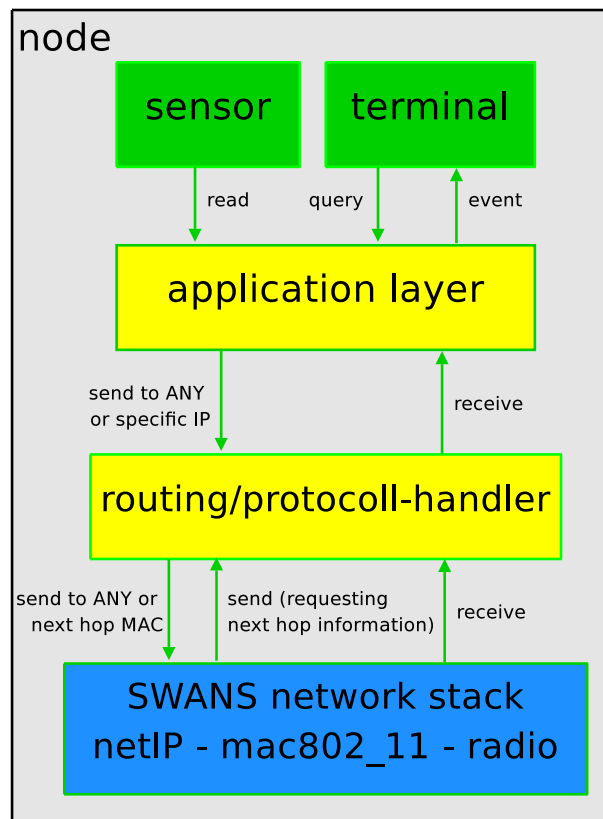 node
sensor
terminal
read
query
event
application layer
send to ANY
or specific IP
receive
routing/protocoll-handler
send to ANY or
next hop MAC
send (requesting
next hop information)
receive
SWANS network stack
netIP - mac802_11 - radio